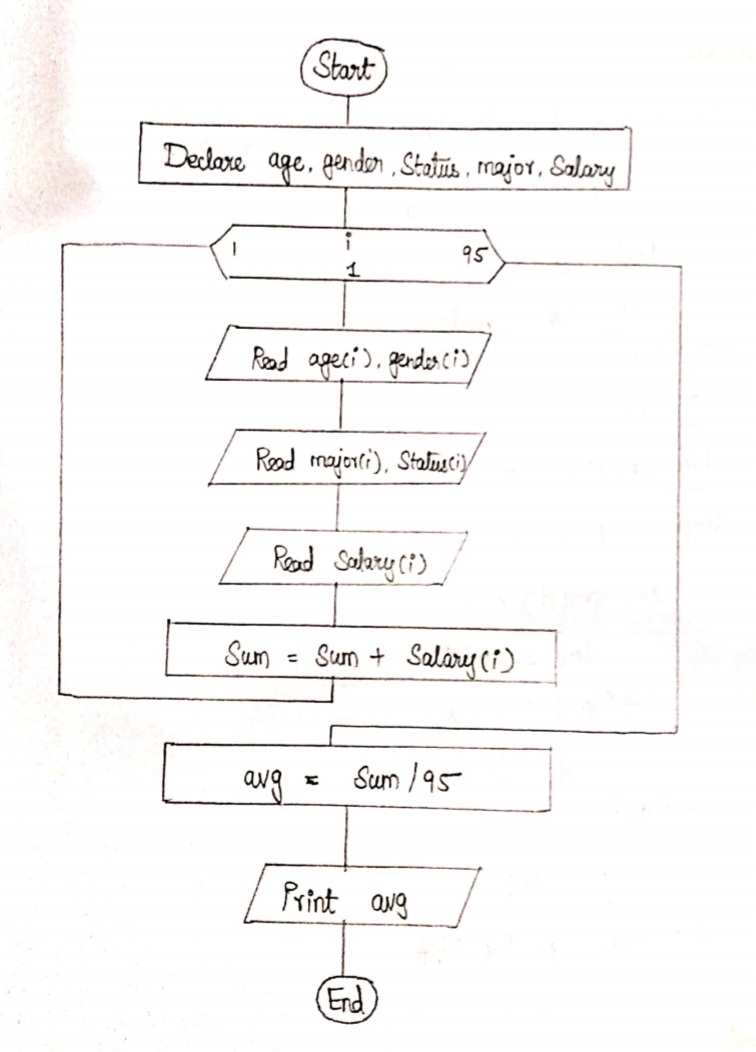 Start
Declare age, gender, Status, major, Salary
1 i 95
1
Read age(i), gender(i)
Read major(i), Status(i)
Read Salary(i)
Sum = Sum + Salary(i)
avg = Sum / 95
Print avg
End